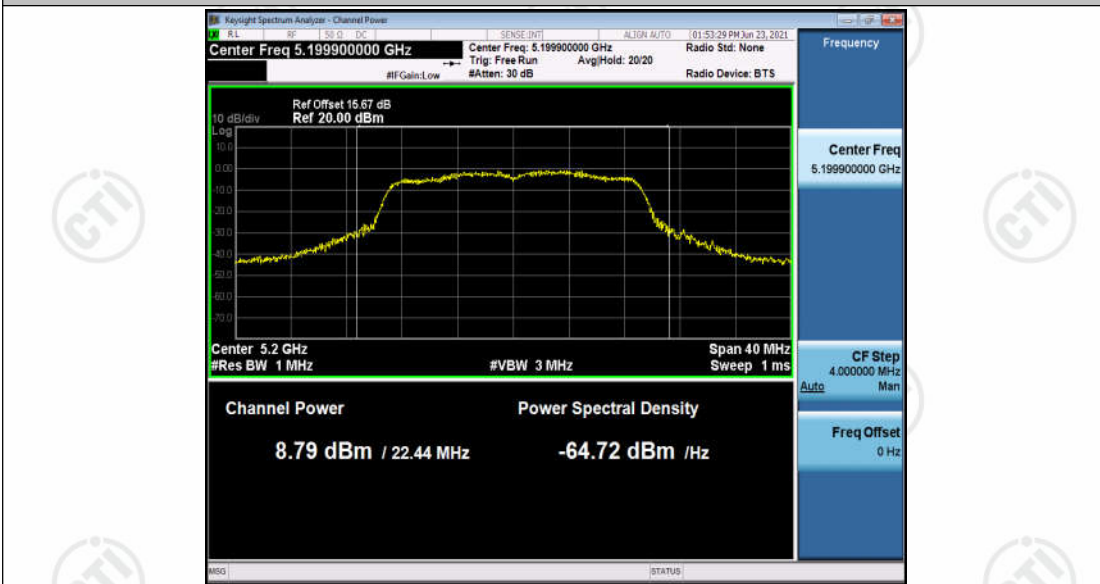 Keysight Spectrum Analyzer - Channel Power
RL RF 50 Ω DC SENSE:INT ALIGN AUTO 01:53:29 PM Jun 23, 2021
Center Freq 5.199900000 GHz
Center Freq: 5.199900000 GHz
Radio Std: None
Trig: Free Run Avg|Hold: 20/20
#IFGain:Low
#Atten: 30 dB
Radio Device: BTS
Ref Offset 15.67 dB
10 dB/div Ref 20.00 dBm
Log
10.0
0.00
-10.0
-20.0
-30.0
-40.0
-50.0
-60.0
-70.0
Center 5.2 GHz Span 40 MHz
#Res BW 1 MHz #VBW 3 MHz Sweep 1 ms
Channel Power Power Spectral Density
8.79 dBm / 22.44 MHz -64.72 dBm /Hz
MSG STATUS
Frequency
Center Freq
5.199900000 GHz
CF Step
4.000000 MHz
Auto Man
Freq Offset
0 Hz
CTI
CTI
CTI
CTI